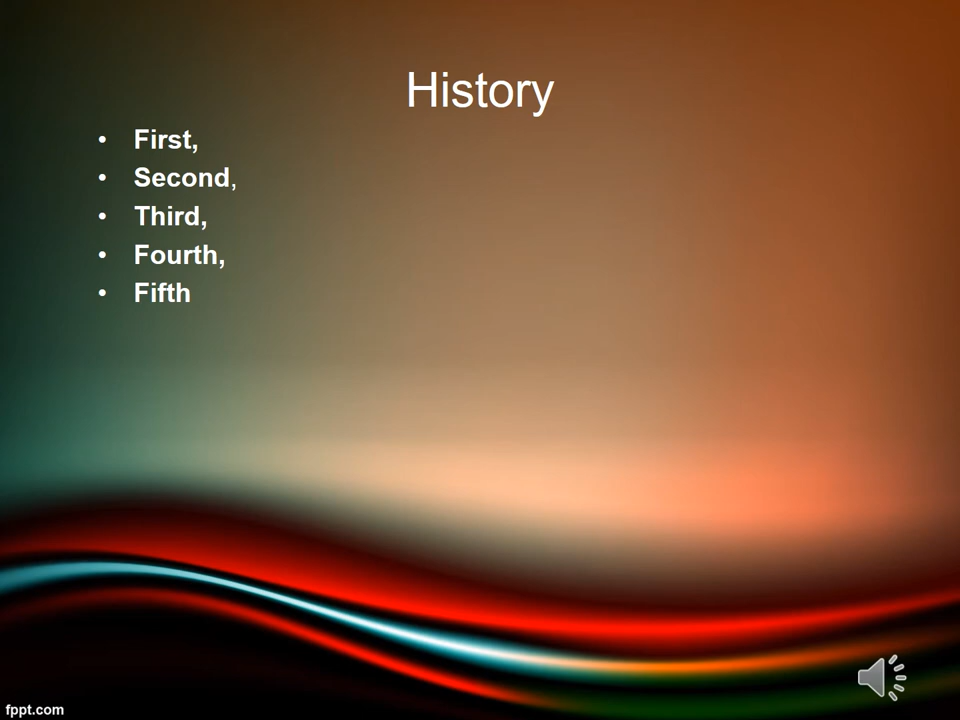 History
• First,
• Second,
• Third,
• Fourth,
• Fifth
fppt.com